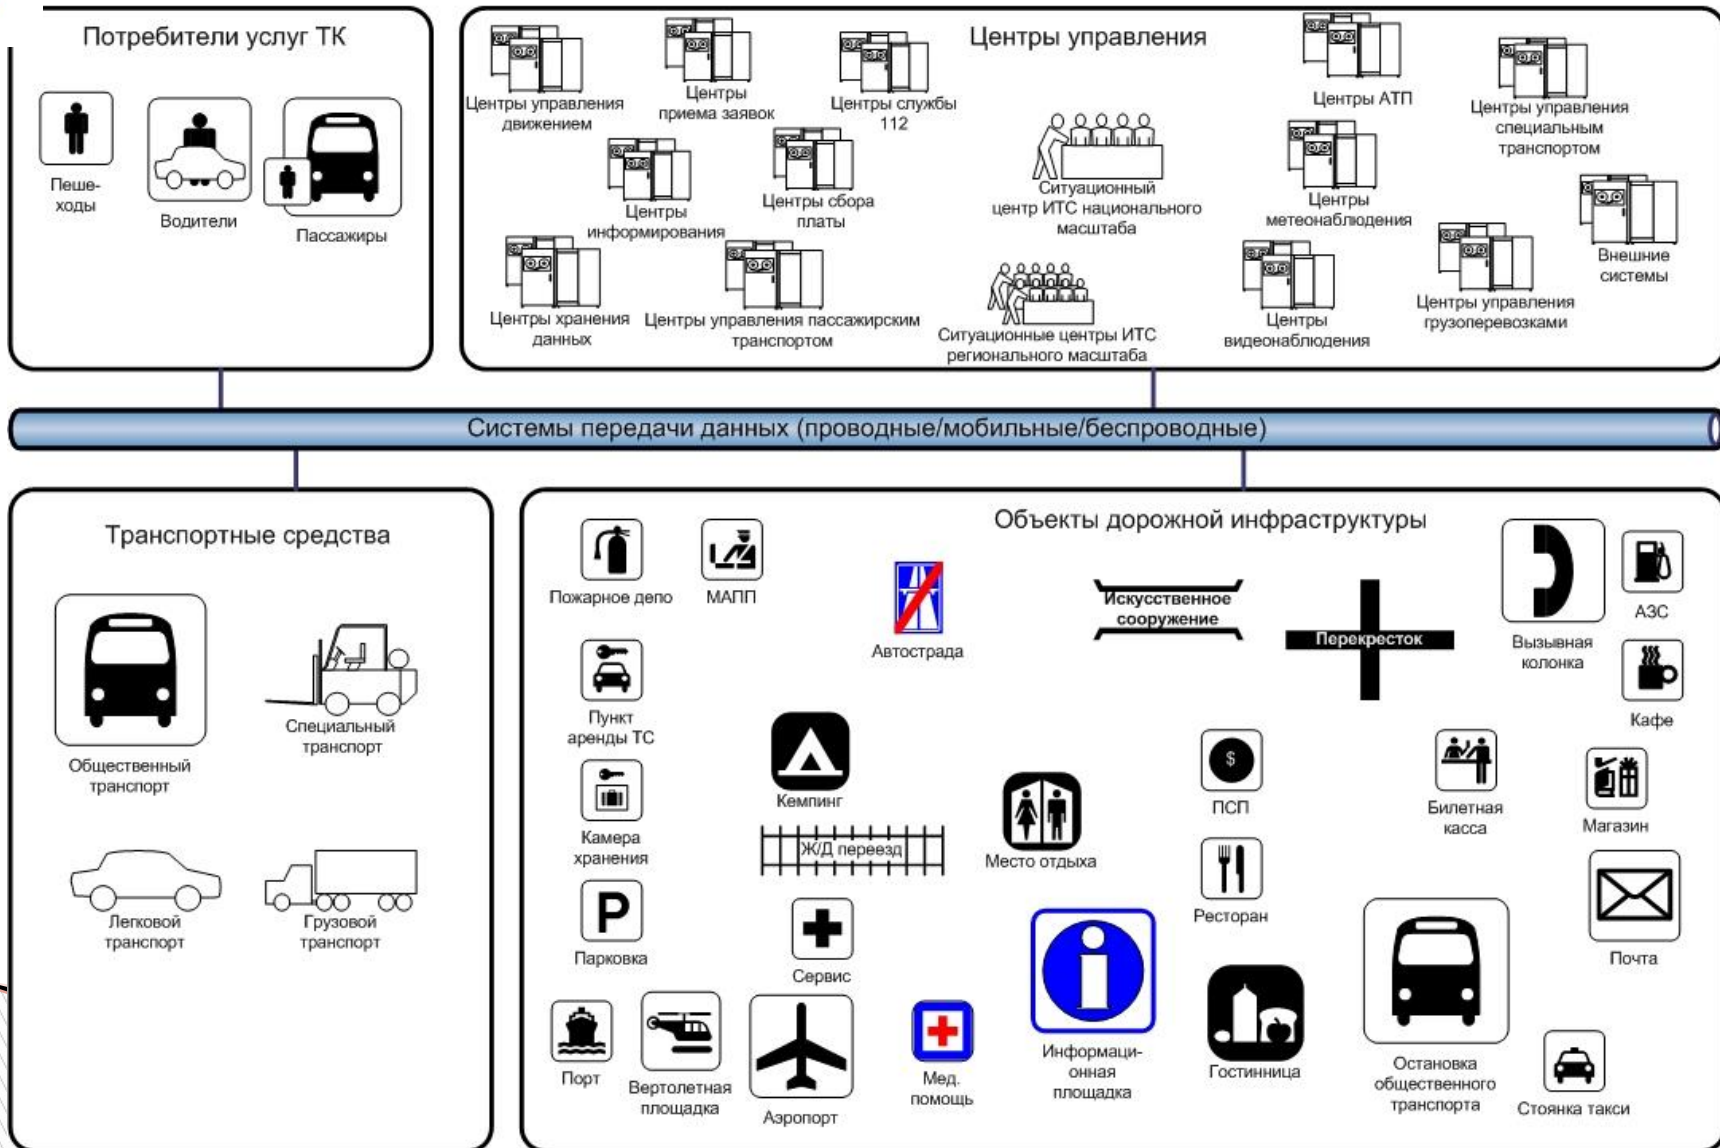 Потребители услуг ТК
Пеше-
ходы
Водители
Пассажиры
Центры управления
Центры управления
движением
Центры
приема заявок
Центры службы
112
Центры АТП
Центры управления
специальным
транспортом
Центры
информирования
Центры сбора
платы
Ситуационный
центр ИТС национального
масштаба
Центры
метеонаблюдения
Внешние
системы
Центры хранения
данных
Центры управления пассажирским
транспортом
Ситуационные центры ИТС
регионального масштаба
Центры
видеонаблюдения
Центры управления
грузоперевозками
Системы передачи данных (проводные/мобильные/беспроводные)
Транспортные средства
Общественный
транспорт
Специальный
транспорт
Легковой
транспорт
Грузовой
транспорт
Объекты дорожной инфраструктуры
Пожарное депо
МАПП
Автострада
Искусственное
сооружение
Перекресток
Вызывная
колонка
АЗС
Кафе
Пункт
аренды ТС
Кемпинг
$
ПСП
Билетная
касса
Магазин
Камера
хранения
Ж/Д переезд
Место отдыха
Ресторан
P
Парковка
Сервис
Почта
Порт
Вертолетная
площадка
Аэропорт
Мед.
помощь
i
Информаци-
онная
площадка
Гостинница
Остановка
общественного
транспорта
Стоянка такси